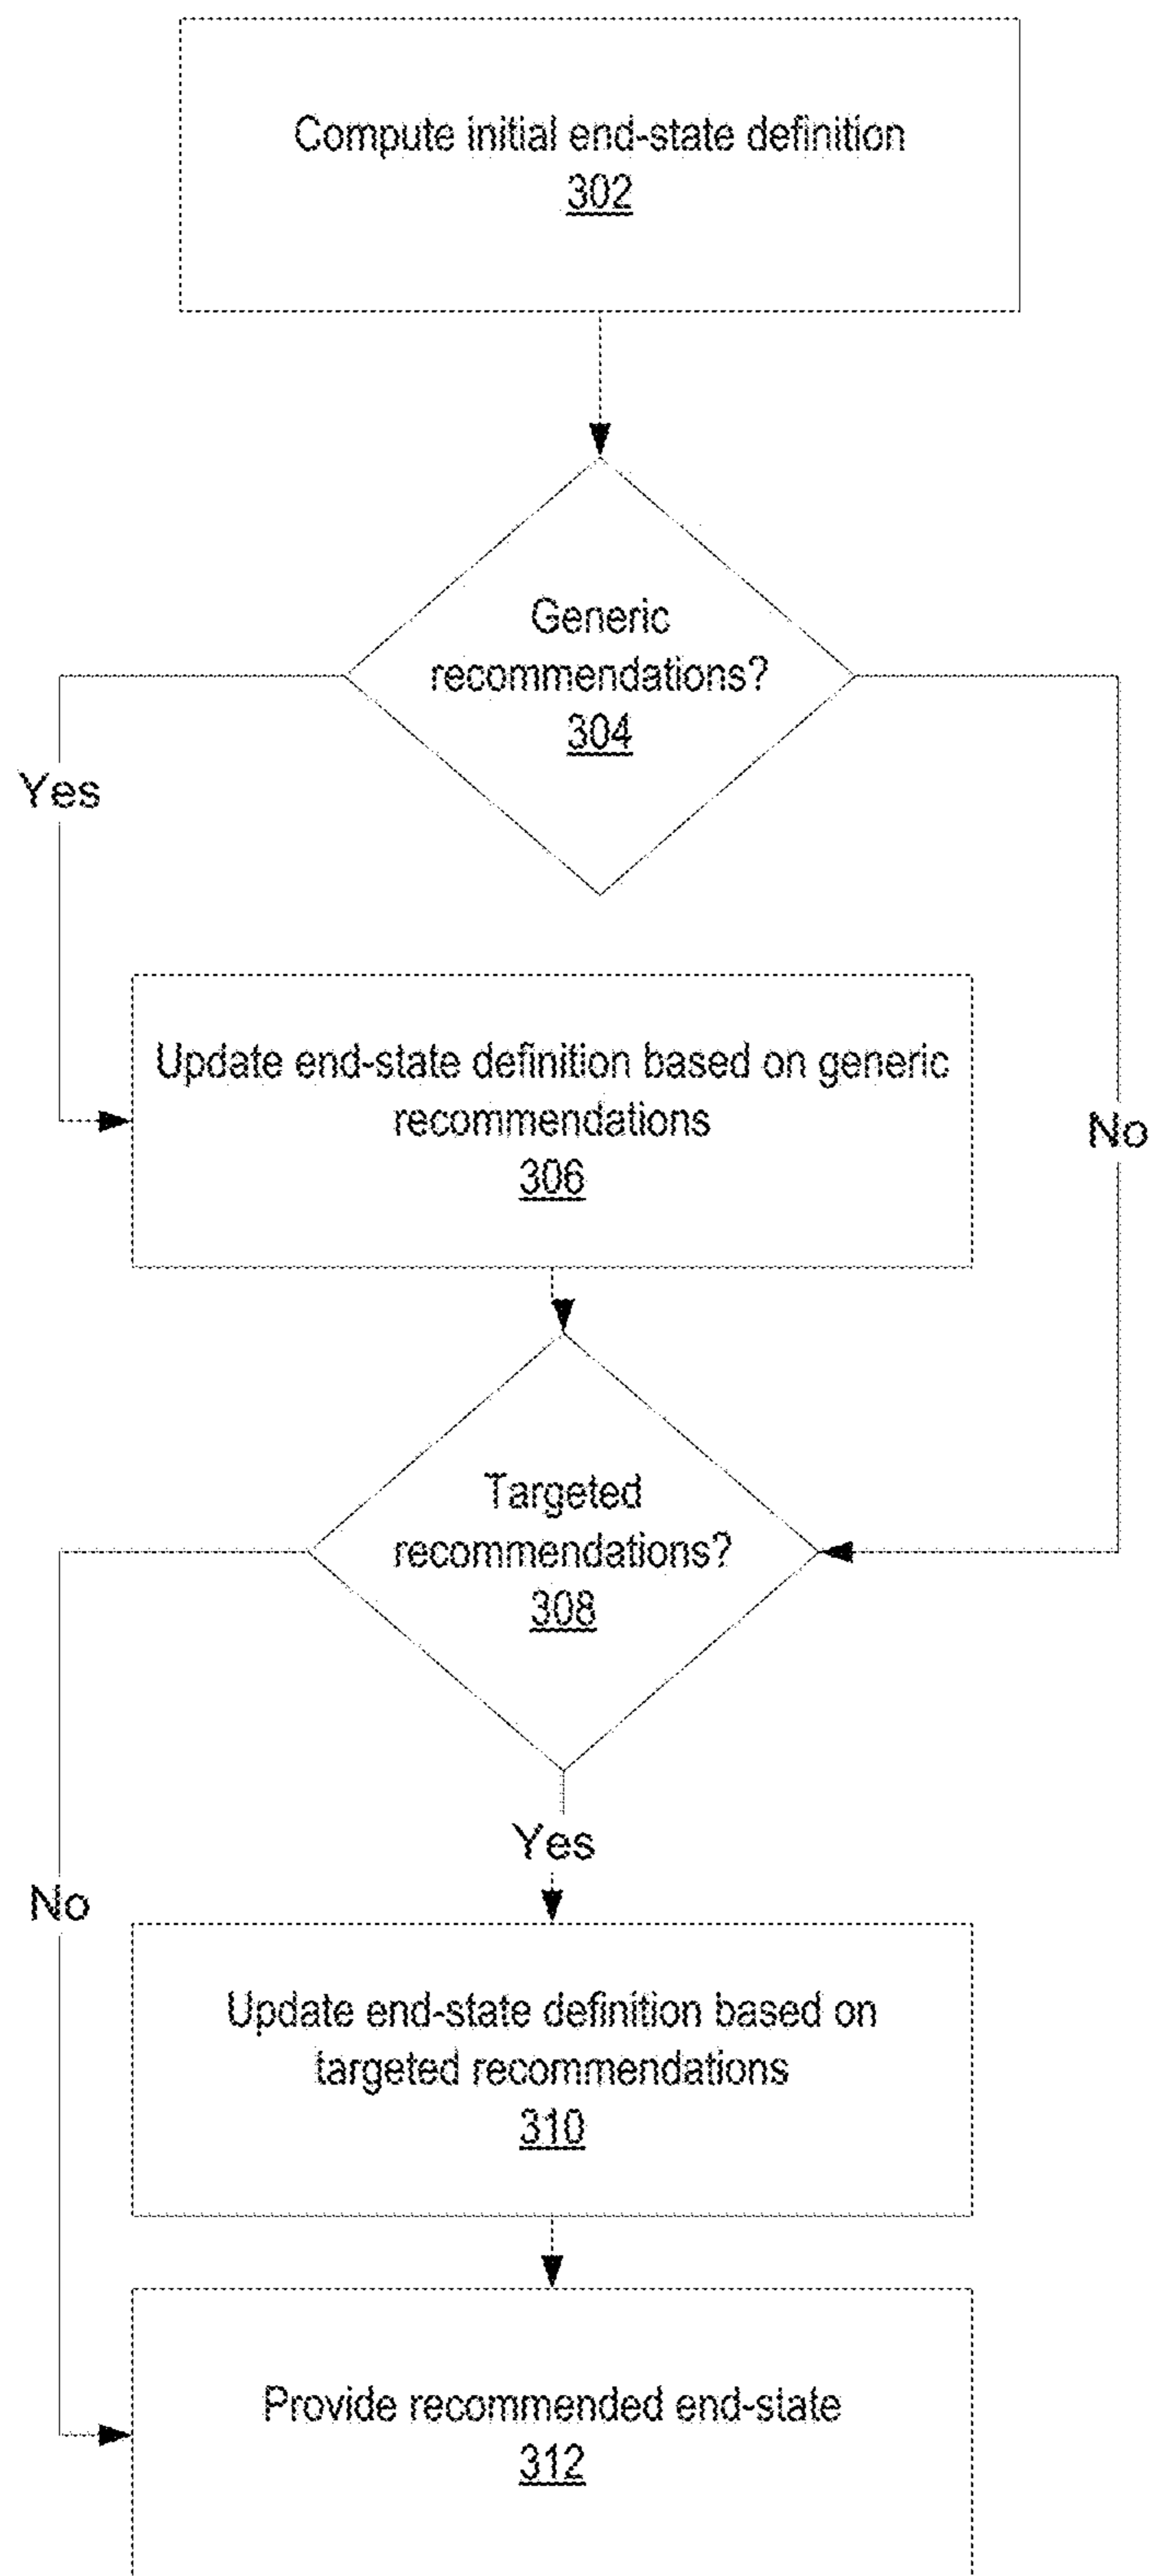 Compute initial end-state definition
302
Generic
recommendations?
304
Yes
Update end-state definition based on generic
recommendations
306
No
Targeted
recommendations?
308
Yes
No
Update end-state definition based on
targeted recommendations
310
Provide recommended end-state
312